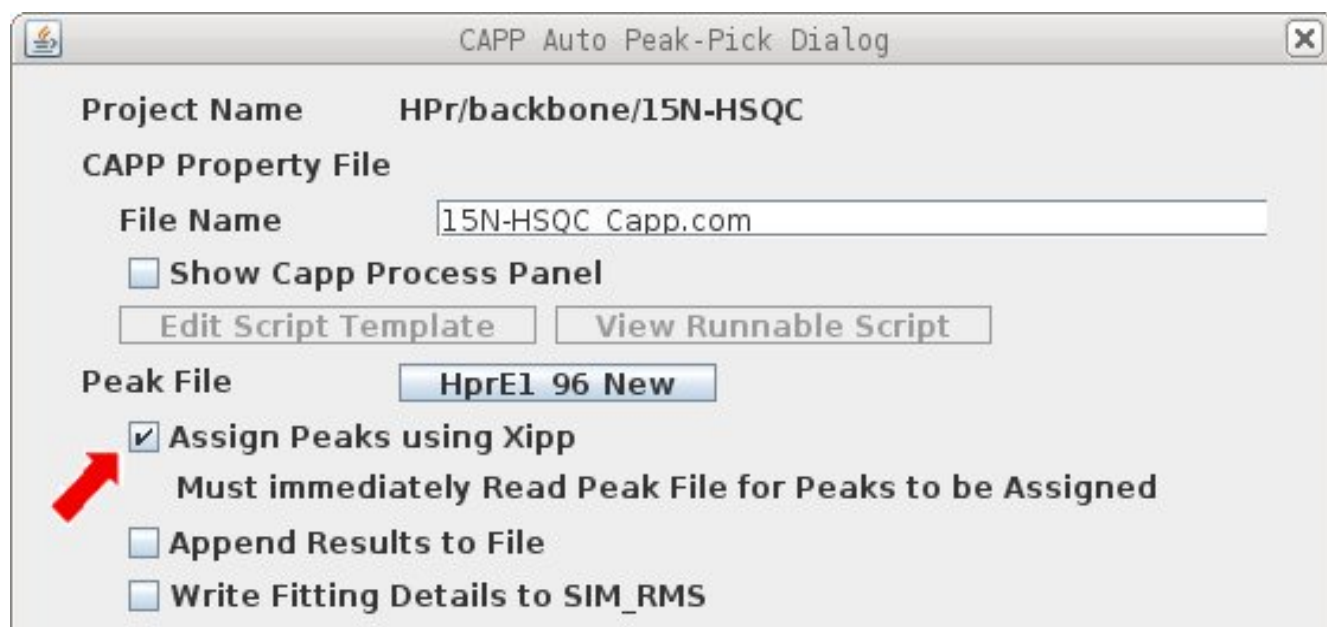 CAPP Auto Peak-Pick Dialog
Project Name HPr/backbone/15N-HSQC
CAPP Property File
File Name 15N-HSQC_Capp.com
Show Capp Process Panel
Edit Script Template View Runnable Script
Peak File HprE1_96_New
Assign Peaks using Xipp
Must immediately Read Peak File for Peaks to be Assigned
Append Results to File
Write Fitting Details to SIM_RMS